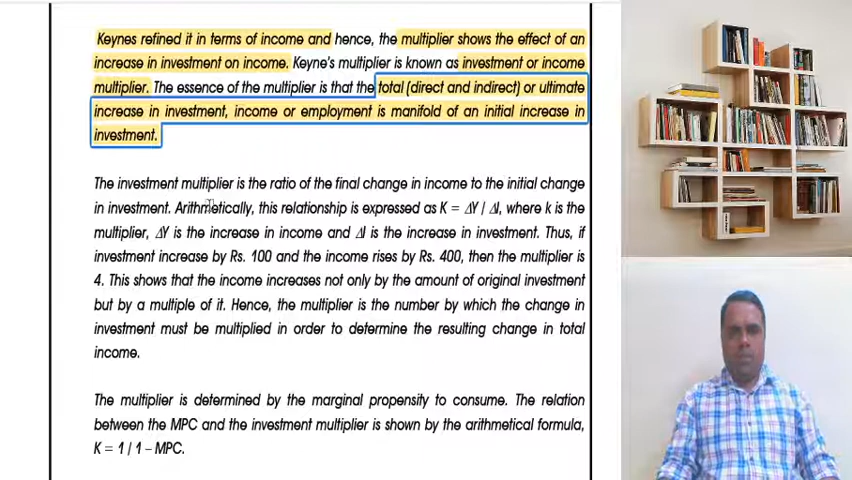 Keynes refined it in terms of income and hence, the multiplier shows the effect of an
increase in investment on income. Keyne's multiplier is known as investment or income
multiplier. The essence of the multiplier is that the total (direct and indirect) or ultimate
increase in investment, income or employment is manifold of an initial increase in
investment.
The investment multiplier is the ratio of the final change in income to the initial change
in investment. Arithmetically, this relationship is expressed as K = ΔY / ΔI, where k is the
multiplier, ΔY is the increase in income and ΔI is the increase in investment. Thus, if
investment increase by Rs. 100 and the income rises by Rs. 400, then the multiplier is
4. This shows that the income increases not only by the amount of original investment
but by a multiple of it. Hence, the multiplier is the number by which the change in
investment must be multiplied in order to determine the resulting change in total
income.
The multiplier is determined by the marginal propensity to consume. The relation
between the MPC and the investment multiplier is shown by the arithmetical formula,
K = 1 / 1 – MPC.